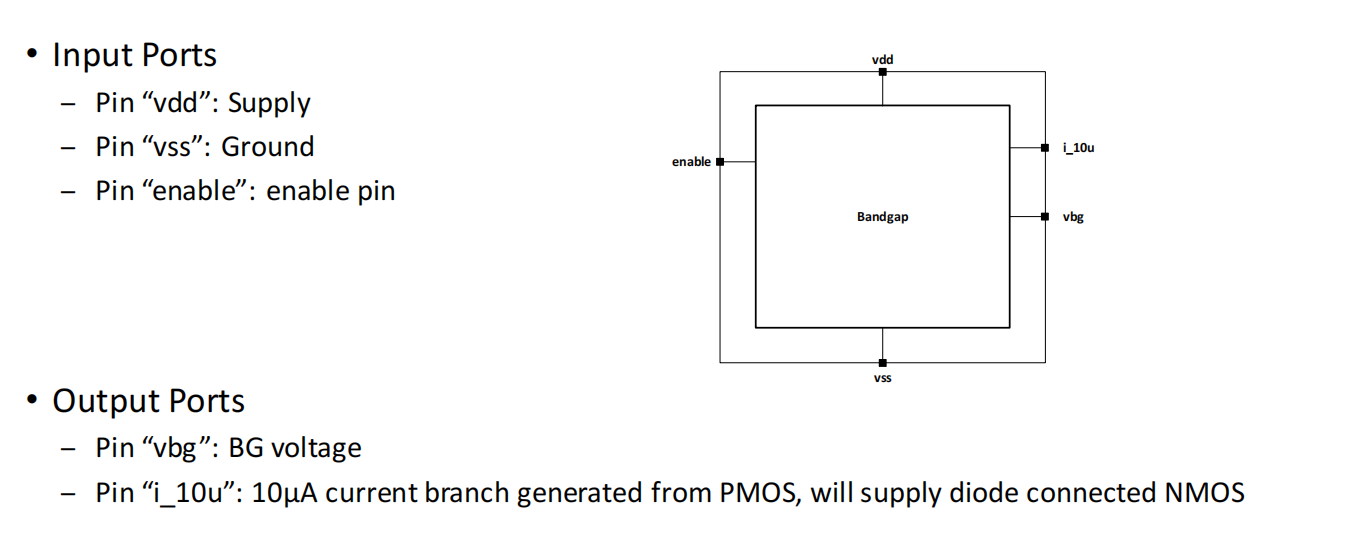 • Input Ports
– Pin “vdd”: Supply
– Pin “vss”: Ground
– Pin “enable”: enable pin
vdd
enable
i_10u
Bandgap
vbg
vss
• Output Ports
– Pin “vbg”: BG voltage
– Pin “i_10u”: 10µA current branch generated from PMOS, will supply diode connected NMOS